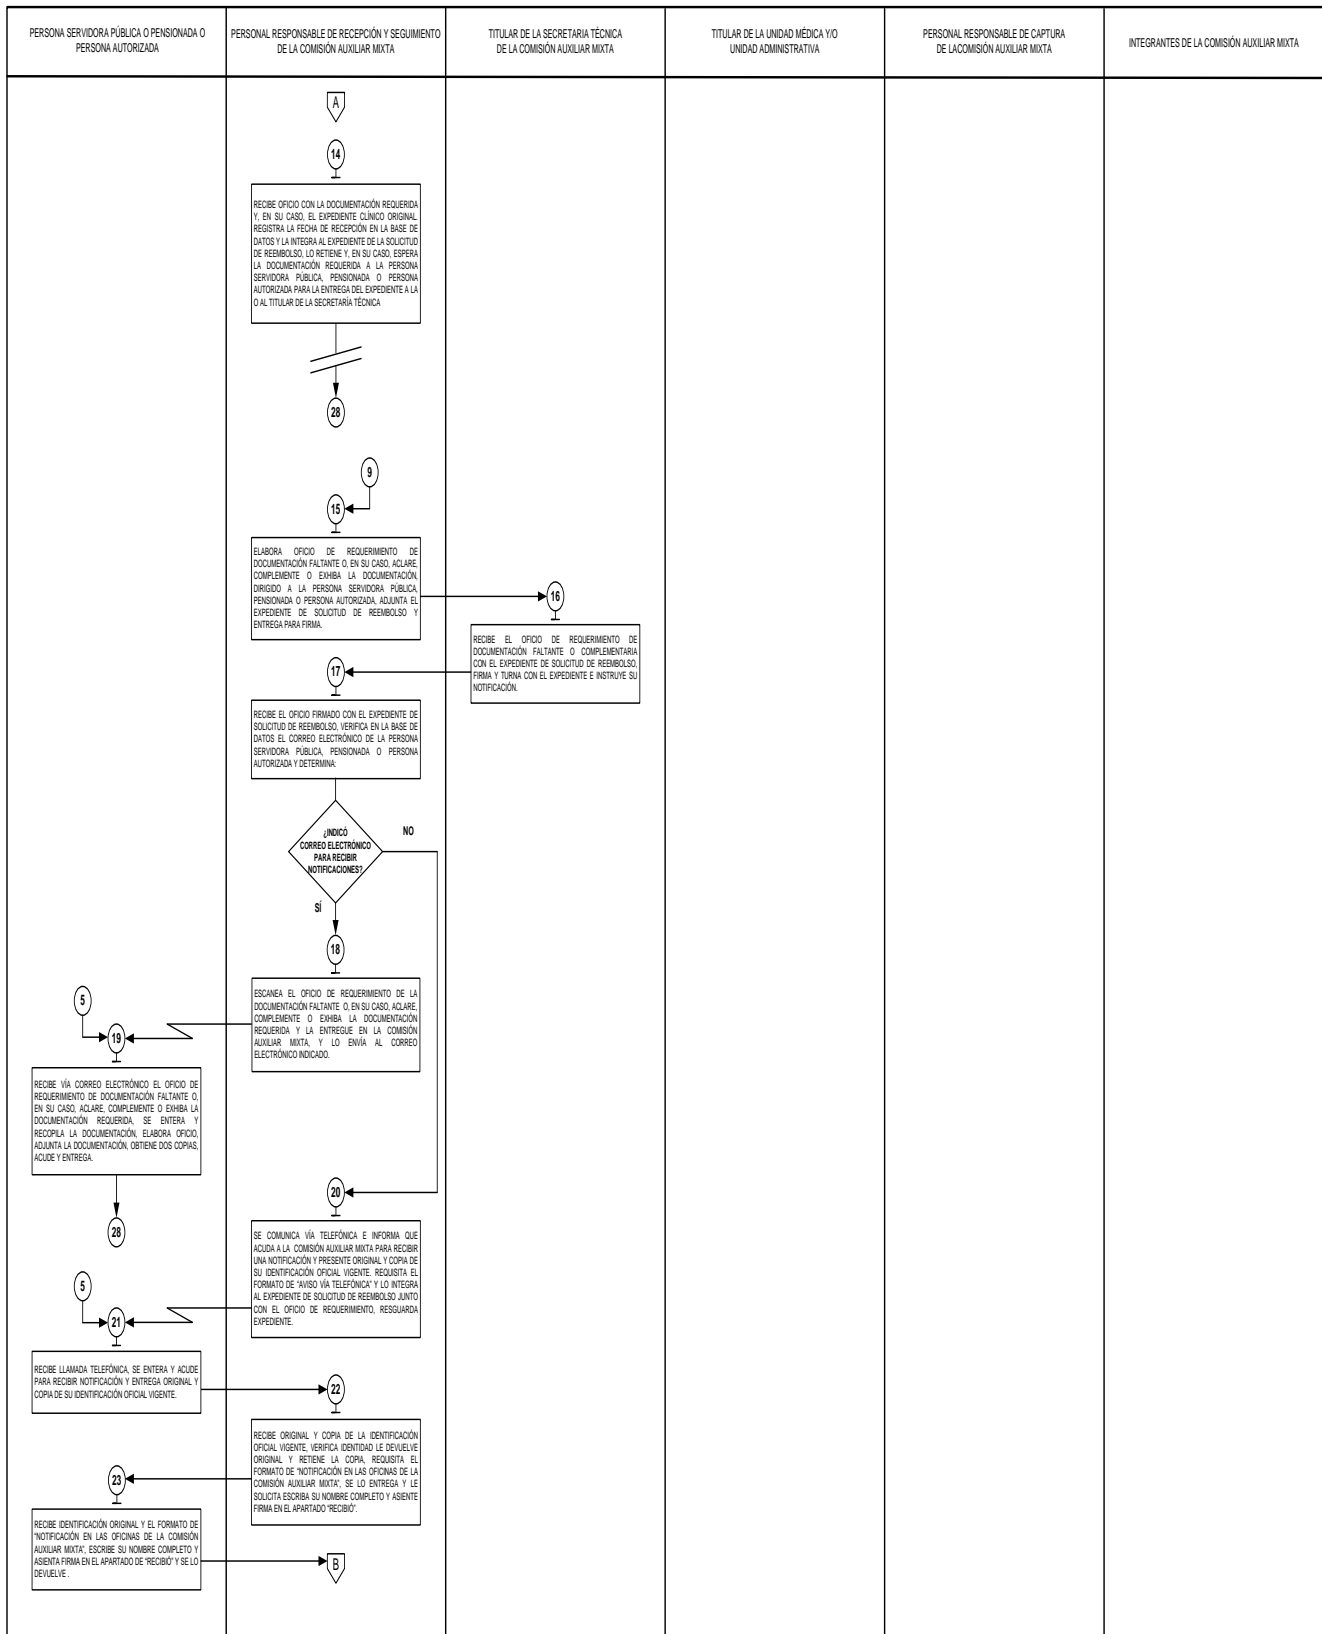 PERSONA SERVIDORA PÚBLICA O PENSIONADA O
PERSONA AUTORIZADA
PERSONAL RESPONSABLE DE RECEPCIÓN Y SEGUIMIENTO
DE LA COMISIÓN AUXILIAR MIXTA
TITULAR DE LA SECRETARIA TÉCNICA
DE LA COMISIÓN AUXILIAR MIXTA
TITULAR DE LA UNIDAD MÉDICA Y/O
UNIDAD ADMINISTRATIVA
PERSONAL RESPONSABLE DE CAPTURA
DE LACOMISIÓN AUXILIAR MIXTA
INTEGRANTES DE LA COMISIÓN AUXILIAR MIXTA
A
14
RECIBE OFICIO CON LA DOCUMENTACIÓN REQUERIDA
Y, EN SU CASO, EL EXPEDIENTE CLÍNICO ORIGINAL.
REGISTRA LA FECHA DE RECEPCIÓN EN LA BASE DE
DATOS Y LA INTEGRA AL EXPEDIENTE DE LA SOLICITUD
DE REEMBOLSO, LO RETIENE Y, EN SU CASO, ESPERA
LA DOCUMENTACIÓN REQUERIDA A LA PERSONA
SERVIDORA PÚBLICA, PENSIONADA O PERSONA
AUTORIZADA PARA LA ENTREGA DEL EXPEDIENTE A LA
O AL TITULAR DE LA SECRETARÍA TÉCNICA
28
9
15
ELABORA OFICIO DE REQUERIMIENTO DE
DOCUMENTACIÓN FALTANTE O, EN SU CASO, ACLARE,
COMPLEMENTE O EXHIBA LA DOCUMENTACIÓN,
DIRIGIDO A LA PERSONA SERVIDORA PÚBLICA,
PENSIONADA O PERSONA AUTORIZADA, ADJUNTA EL
EXPEDIENTE DE SOLICITUD DE REEMBOLSO Y
ENTREGA PARA FIRMA.
16
RECIBE EL OFICIO DE REQUERIMIENTO DE
DOCUMENTACIÓN FALTANTE O COMPLEMENTARIA
CON EL EXPEDIENTE DE SOLICITUD DE REEMBOLSO,
FIRMA Y TURNA CON EL EXPEDIENTE E INSTRUYE SU
NOTIFICACIÓN.
17
RECIBE EL OFICIO FIRMADO CON EL EXPEDIENTE DE
SOLICITUD DE REEMBOLSO, VERIFICA EN LA BASE DE
DATOS EL CORREO ELECTRÓNICO DE LA PERSONA
SERVIDORA PÚBLICA, PENSIONADA O PERSONA
AUTORIZADA Y DETERMINA:
¿INDICÓ
CORREO ELECTRÓNICO
PARA RECIBIR
NOTIFICACIONES?
NO
SÍ
18
ESCANEA EL OFICIO DE REQUERIMIENTO DE LA
DOCUMENTACIÓN FALTANTE O, EN SU CASO, ACLARE,
COMPLEMENTE O EXHIBA LA DOCUMENTACIÓN
REQUERIDA Y LA ENTREGUE EN LA COMISIÓN
AUXILIAR MIXTA, Y LO ENVÍA AL CORREO
ELECTRÓNICO INDICADO.
5
19
RECIBE VÍA CORREO ELECTRÓNICO EL OFICIO DE
REQUERIMIENTO DE DOCUMENTACIÓN FALTANTE O,
EN SU CASO, ACLARE, COMPLEMENTE O EXHIBA LA
DOCUMENTACIÓN REQUERIDA, SE ENTERA Y
RECOPILA LA DOCUMENTACIÓN, ELABORA OFICIO,
ADJUNTA LA DOCUMENTACIÓN, OBTIENE DOS COPIAS,
ACUDE Y ENTREGA.
28
20
SE COMUNICA VÍA TELEFÓNICA E INFORMA QUE
ACUDA A LA COMISIÓN AUXILIAR MIXTA PARA RECIBIR
UNA NOTIFICACIÓN Y PRESENTE ORIGINAL Y COPIA DE
SU IDENTIFICACIÓN OFICIAL VIGENTE. REQUISITA EL
FORMATO DE "AVISO VÍA TELEFÓNICA" Y LO INTEGRA
AL EXPEDIENTE DE SOLICITUD DE REEMBOLSO JUNTO
CON EL OFICIO DE REQUERIMIENTO, RESGUARDA
EXPEDIENTE.
5
21
RECIBE LLAMADA TELEFÓNICA, SE ENTERA Y ACUDE
PARA RECIBIR NOTIFICACIÓN Y ENTREGA ORIGINAL Y
COPIA DE SU IDENTIFICACIÓN OFICIAL VIGENTE.
22
RECIBE ORIGINAL Y COPIA DE LA IDENTIFICACIÓN
OFICIAL VIGENTE, VERIFICA IDENTIDAD LE DEVUELVE
ORIGINAL Y RETIENE LA COPIA, REQUISITA EL
FORMATO DE "NOTIFICACIÓN EN LAS OFICINAS DE LA
COMISIÓN AUXILIAR MIXTA", SE LO ENTREGA Y LE
SOLICITA ESCRIBA SU NOMBRE COMPLETO Y ASIENTE
FIRMA EN EL APARTADO "RECIBIÓ".
23
RECIBE IDENTIFICACIÓN ORIGINAL Y EL FORMATO DE
"NOTIFICACIÓN EN LAS OFICINAS DE LA COMISIÓN
AUXILIAR MIXTA", ESCRIBE SU NOMBRE COMPLETO Y
ASIENTA FIRMA EN EL APARTADO DE "RECIBIÓ" Y SE LO
DEVUELVE .
B